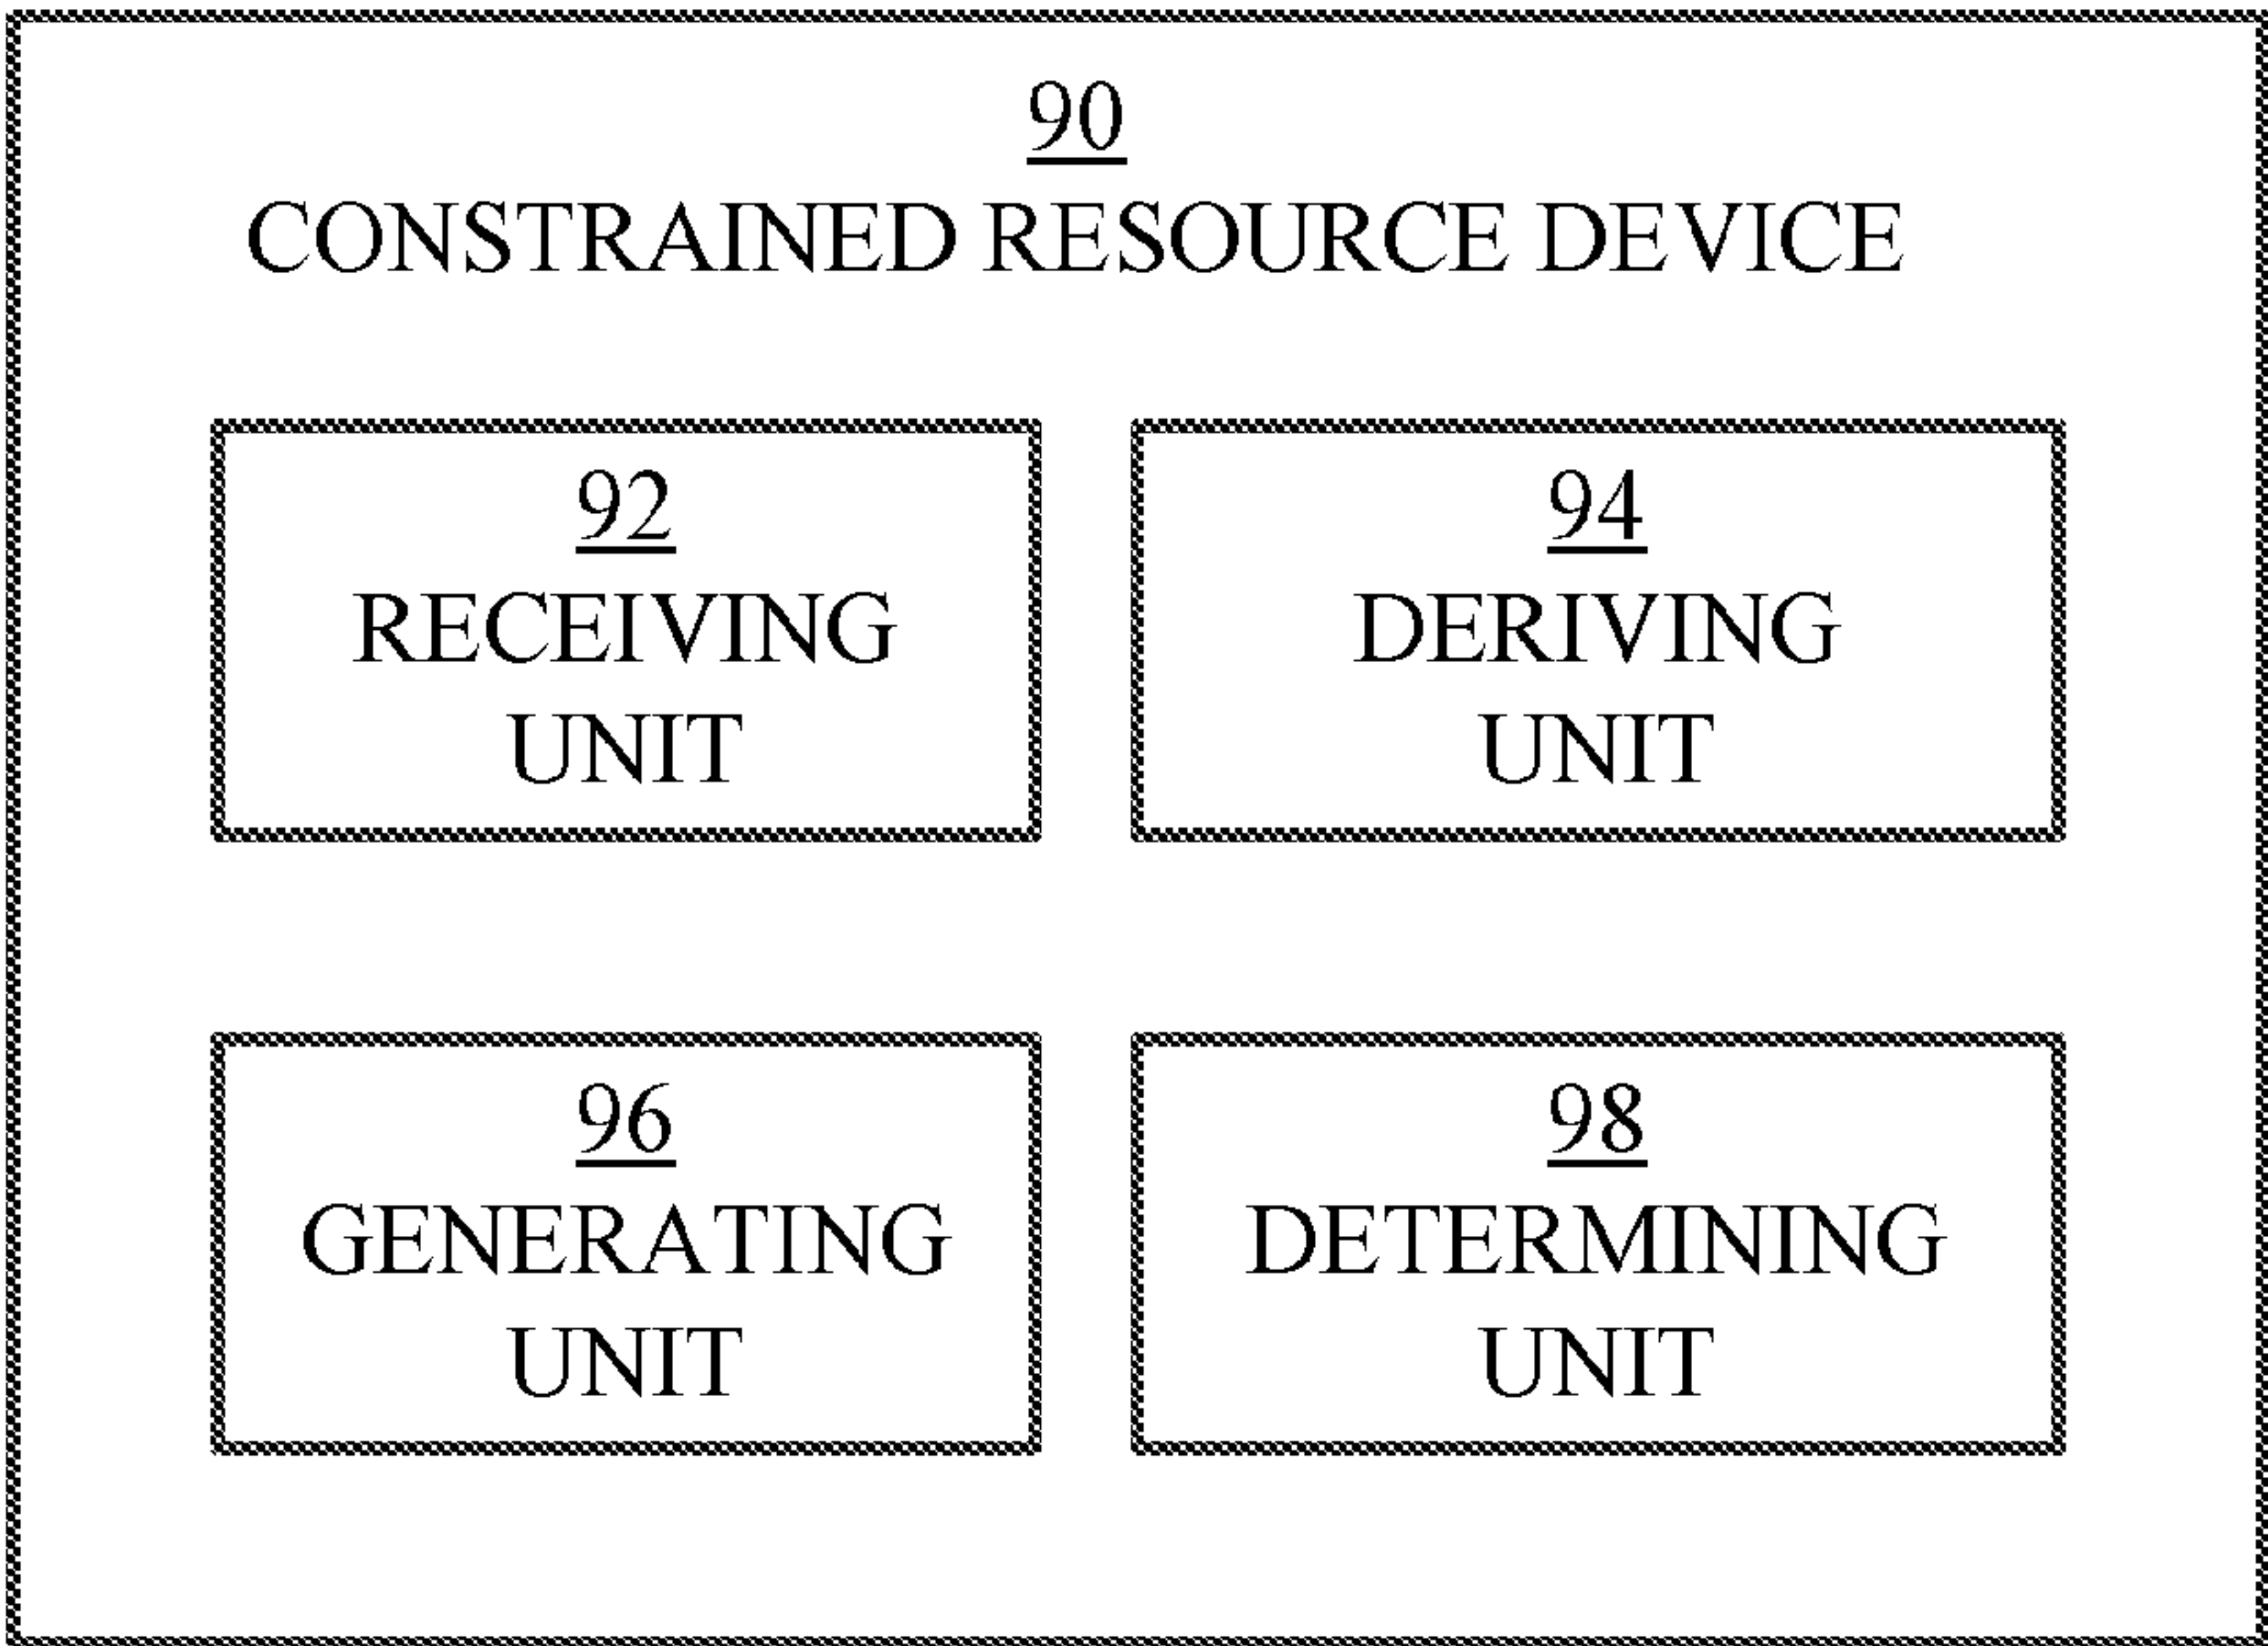 90
CONSTRAINED RESOURCE DEVICE
92
RECEIVING
UNIT
94
DERIVING
UNIT
96
GENERATING
UNIT
98
DETERMINING
UNIT